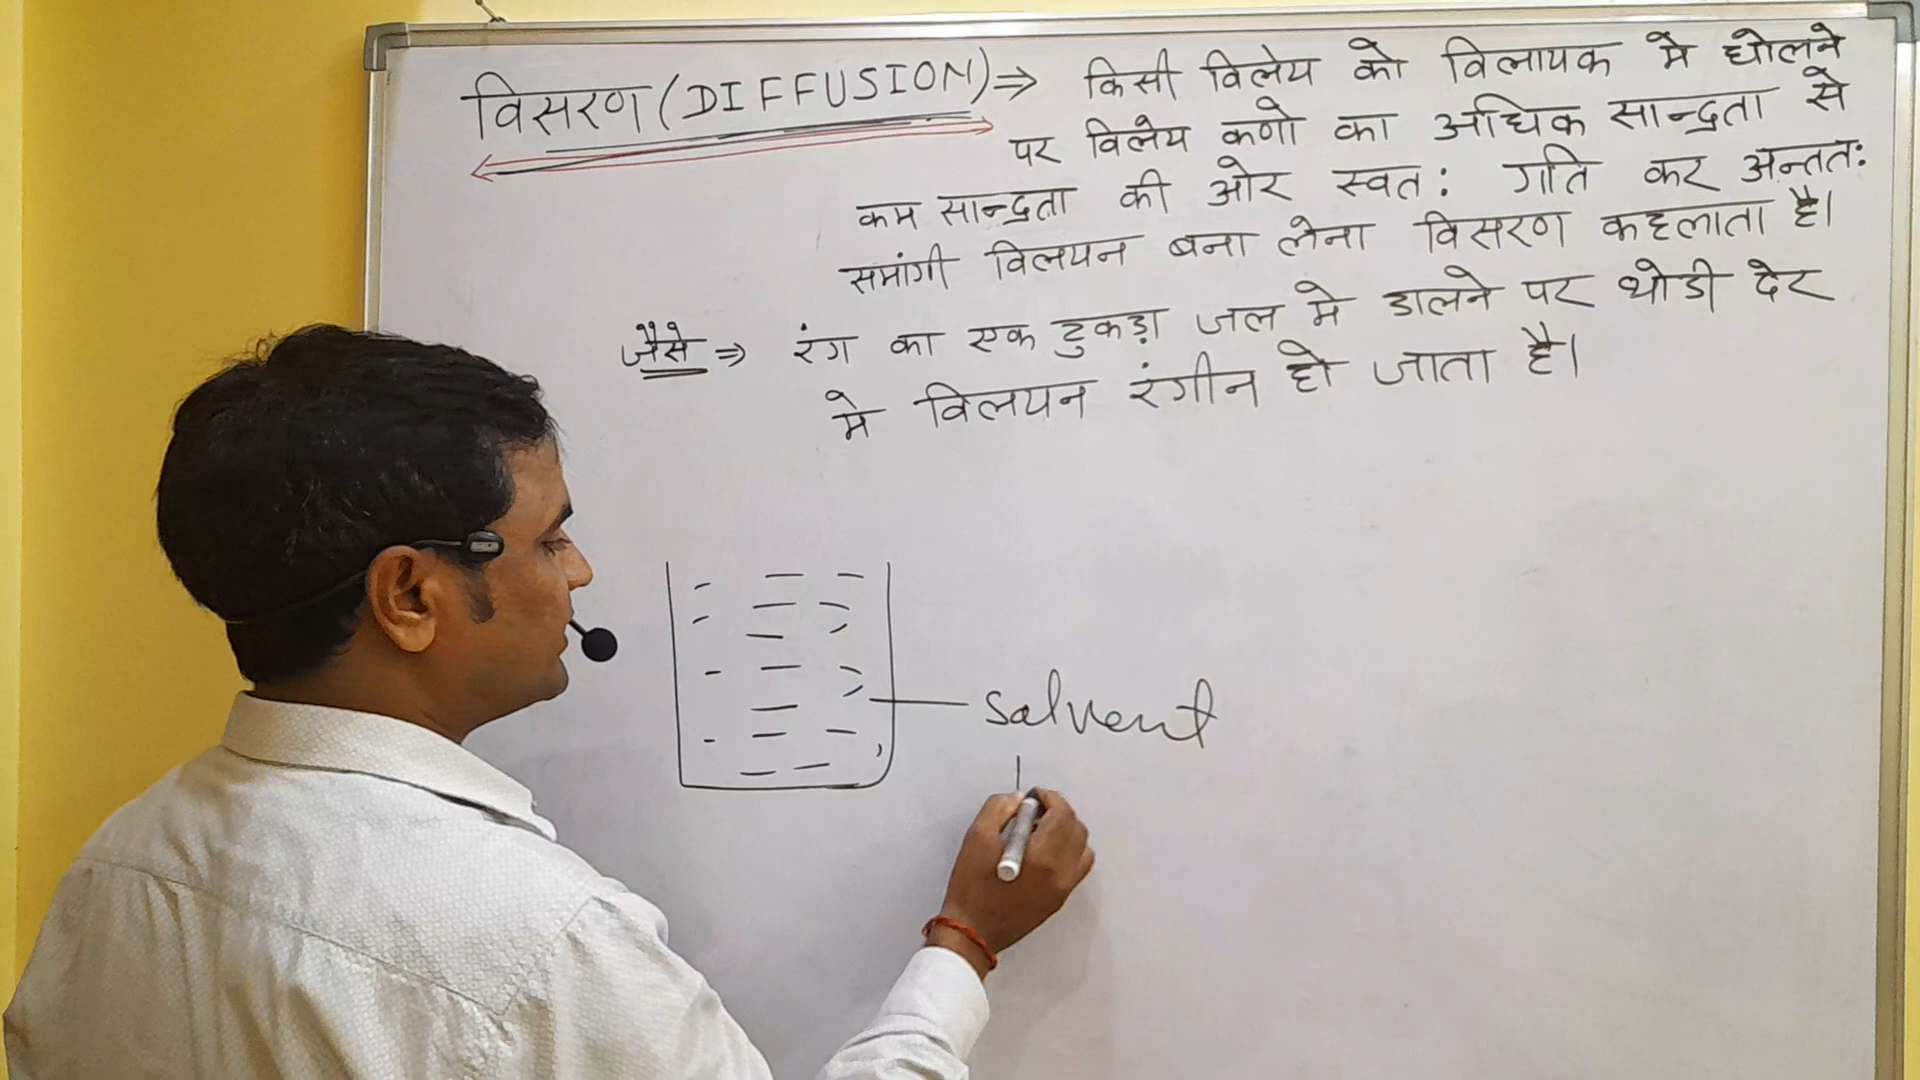 विसरण (DIFFUSION) ⇒ किसी विलेय को विलायक मे घोलने
पर विलेय कणो का अधिक सान्द्रता से
कम सान्द्रता की ओर स्वत: गति कर अन्तत:
समांगी विलयन बना लेना विसरण कहलाता है।
जैसे ⇒ रंग का एक टुकड़ा जल मे डालने पर थोडी देर
मे विलयन रंगीन हो जाता है।
Salvent